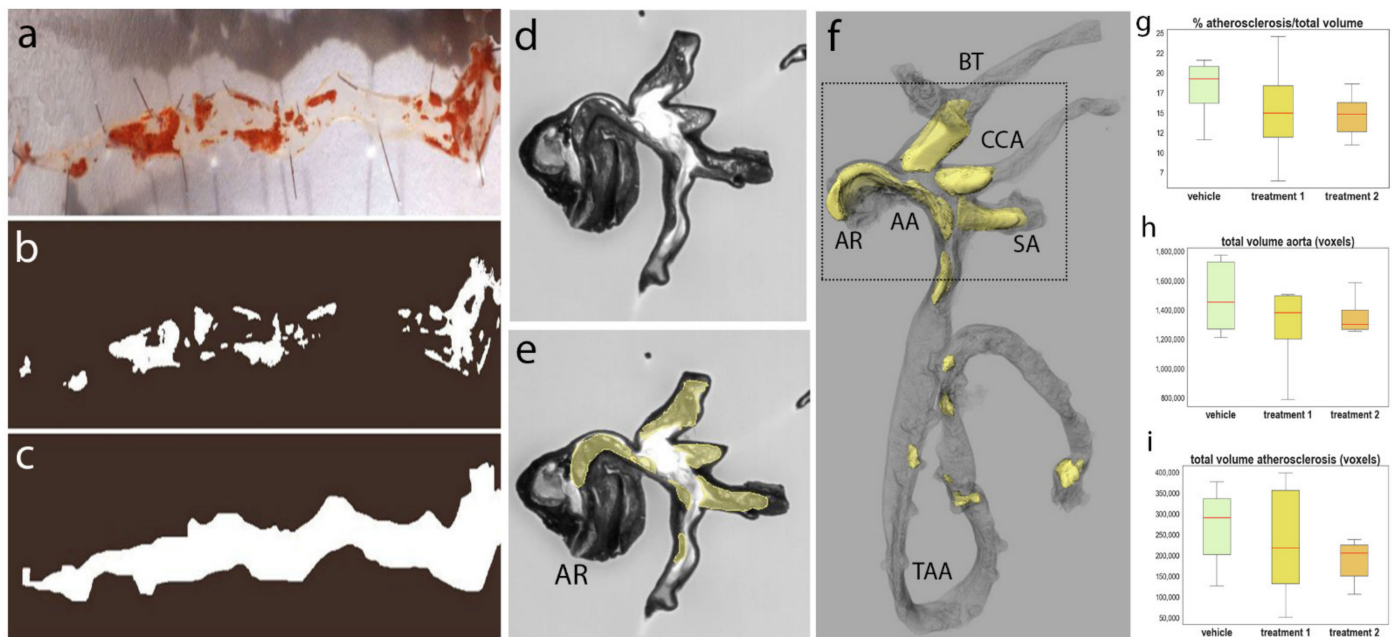 a
b
c
d
e
AR
f
BT
CCA
AR
AA
SA
TAA
g
% atherosclerosis/total volume
25
22
20
17
15
12
10
7
vehicle
treatment 1
treatment 2
h
total volume aorta (voxels)
1,800,000
1,600,000
1,400,000
1,200,000
1,000,000
800,000
vehicle
treatment 1
treatment 2
i
total volume atherosclerosis (voxels)
400,000
350,000
300,000
250,000
200,000
150,000
100,000
50,000
vehicle
treatment 1
treatment 2